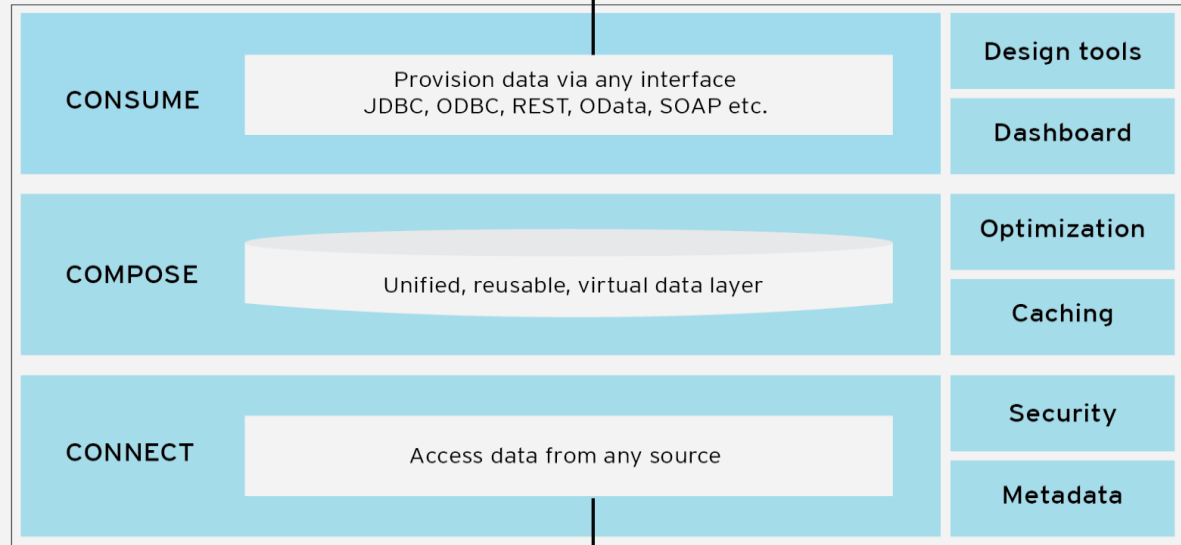 CONSUME
Provision data via any interface
JDBC, ODBC, REST, OData, SOAP etc.
Design tools
Dashboard
COMPOSE
Unified, reusable, virtual data layer
Optimization
Caching
CONNECT
Access data from any source
Security
Metadata